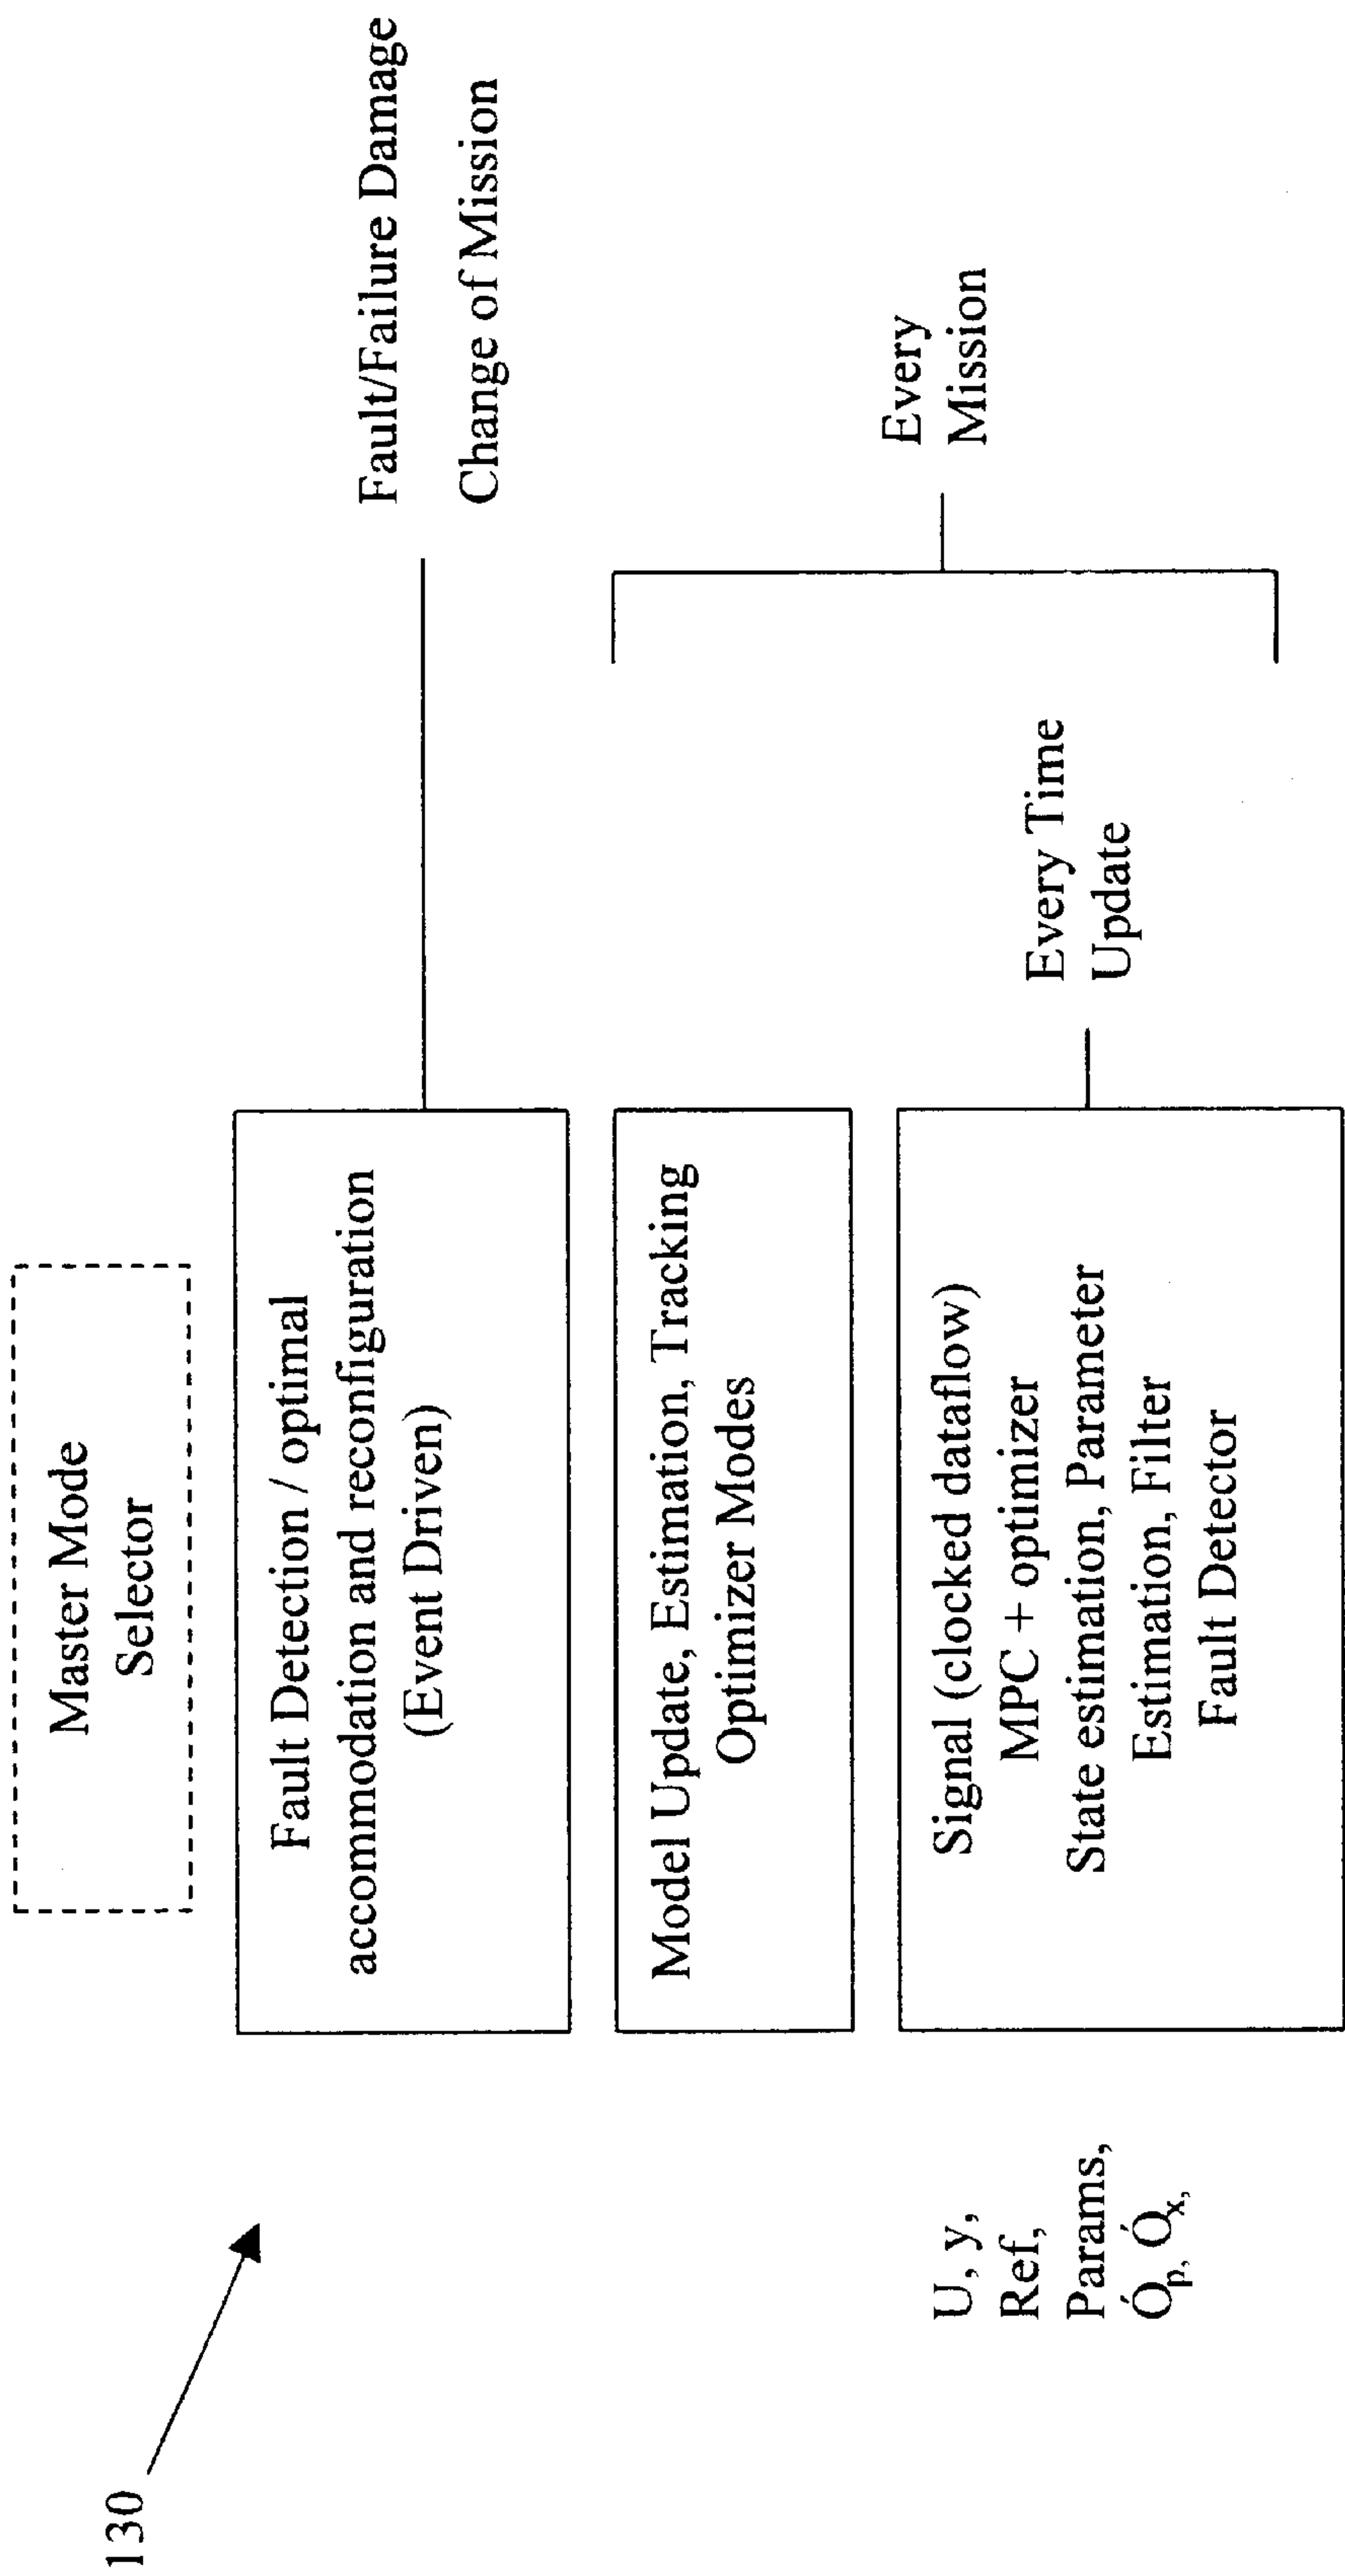 130
Master Mode
Selector
Fault Detection / optimal
accommodation and reconfiguration
(Event Driven)
Fault/Failure Damage
Change of Mission
Model Update, Estimation, Tracking
Optimizer Modes
Every
Mission
U, y,
Ref,
Params,
Óp, Óx,
Signal (clocked dataflow)
MPC + optimizer
State estimation, Parameter
Estimation, Filter
Fault Detector
Every Time
Update